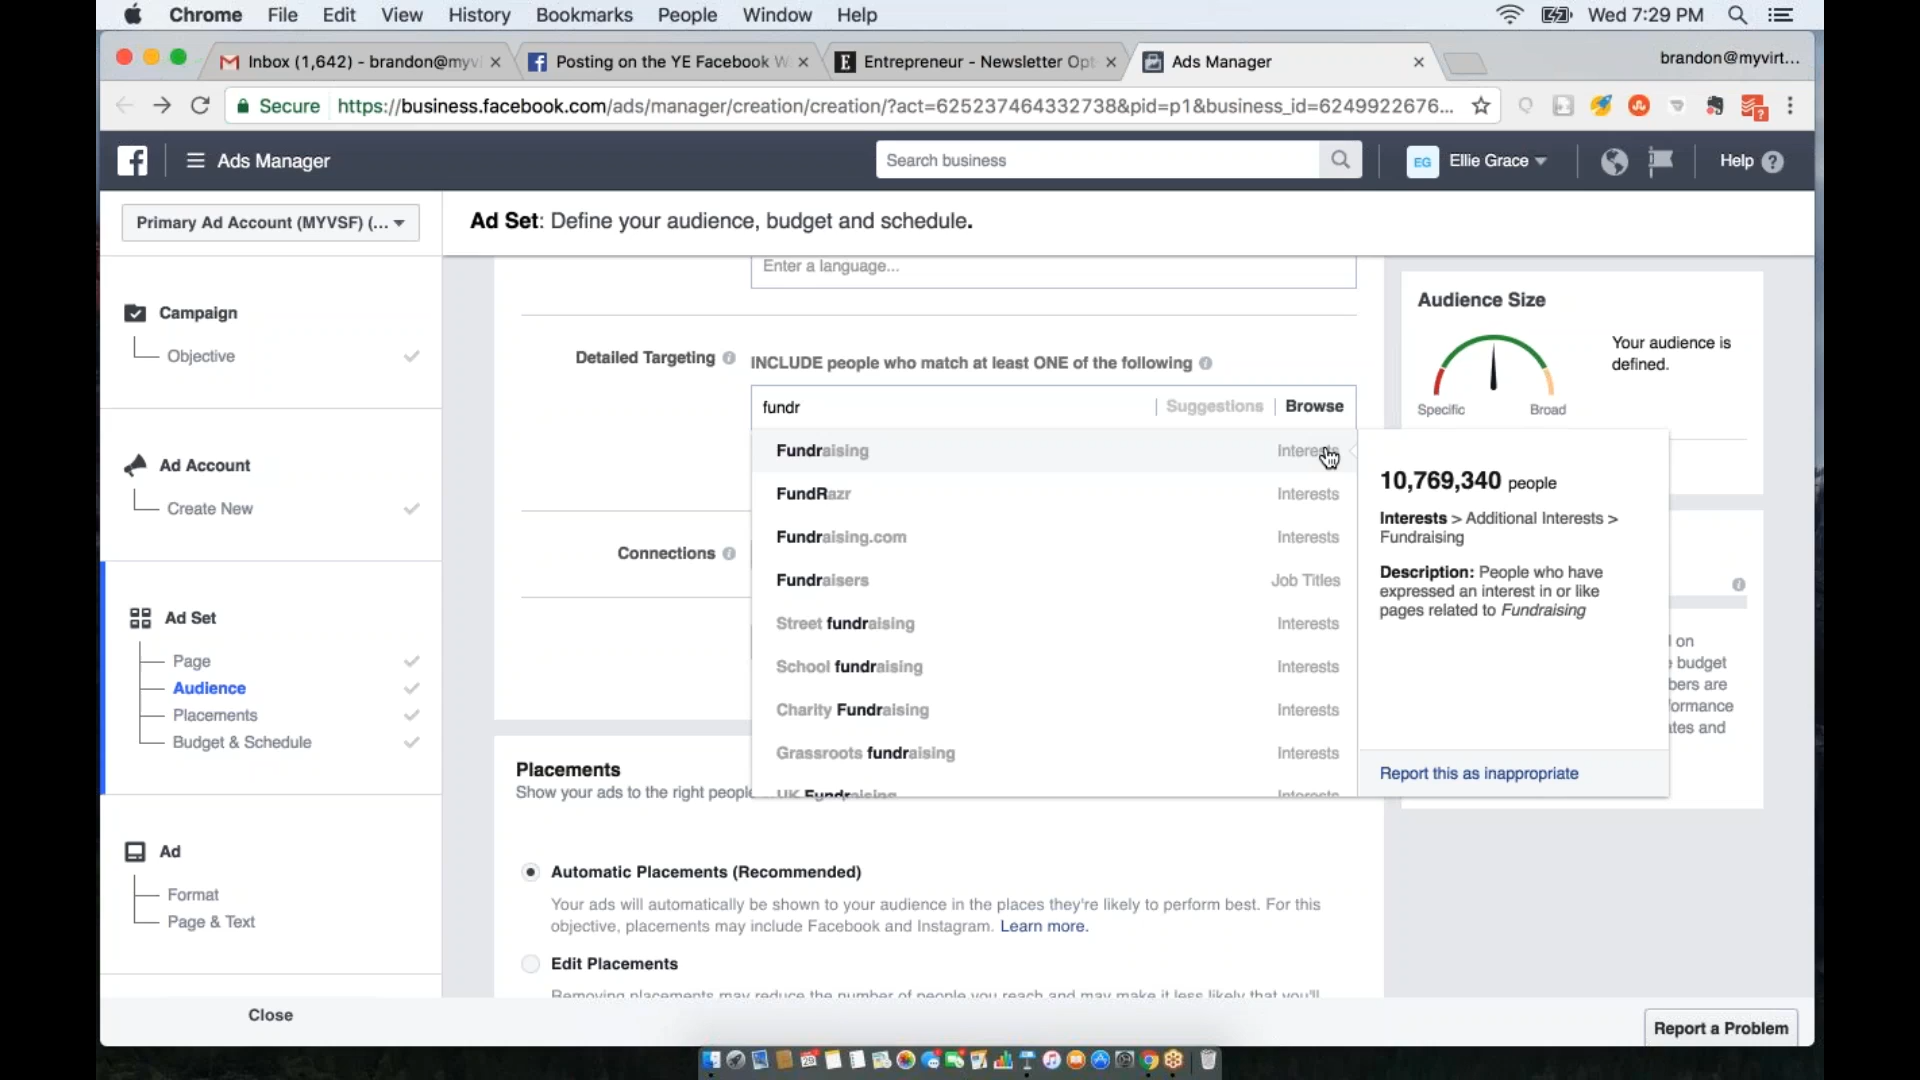 Chrome File Edit View History Bookmarks People Window Help
Wed 7:29 PM
Inbox (1,642) - brandon@myvi
Posting on the YE Facebook W
Entrepreneur - Newsletter Opt
Ads Manager
brandon@myvirt...
Secure https://business.facebook.com/ads/manager/creation/creation/?act=625237464332738&pid=p1&business_id=6249922676...
Ads Manager
Search business
EG Ellie Grace
Help
Primary Ad Account (MYVSF) (...
Ad Set: Define your audience, budget and schedule.
Campaign
Objective
Ad Account
Create New
Ad Set
Page
Audience
Placements
Budget & Schedule
Ad
Format
Page & Text
Close
Enter a language...
Detailed Targeting
INCLUDE people who match at least ONE of the following
fundr
Suggestions
Browse
Fundraising Interests
FundRazr Interests
Fundraising.com Interests
Fundraisers Job Titles
Street fundraising Interests
School fundraising Interests
Charity Fundraising Interests
Grassroots fundraising Interests
UK Fundraising Interests
Connections
10,769,340 people
Interests > Additional Interests >
Fundraising
Description: People who have
expressed an interest in or like
pages related to Fundraising
Report this as inappropriate
Audience Size
Your audience is
defined.
Specific
Broad
on
budget
bers are
ormance
ates and
Placements
Show your ads to the right people
Automatic Placements (Recommended)
Your ads will automatically be shown to your audience in the places they're likely to perform best. For this
objective, placements may include Facebook and Instagram. Learn more.
Edit Placements
Removing placements may reduce the number of people you reach and may make it less likely that you'll
Report a Problem